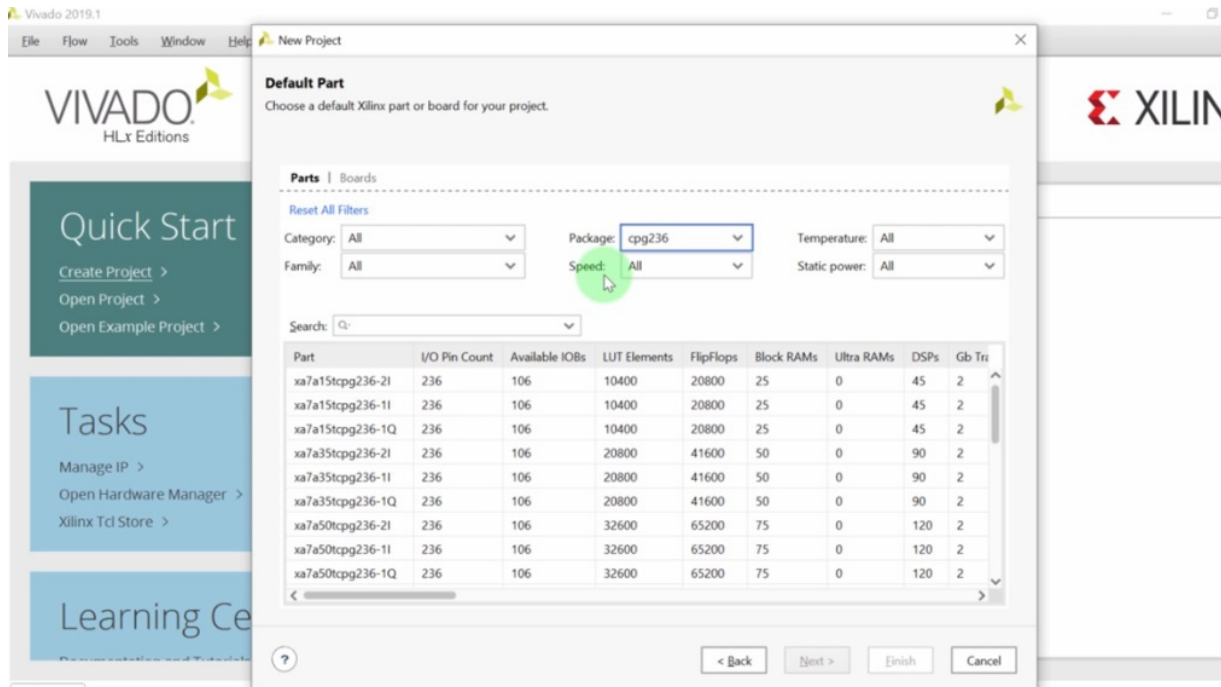 Vivado 2019.1
File Flow Tools Window Help
New Project
VIVADO
HLx Editions
Default Part
Choose a default Xilinx part or board for your project.
Parts | Boards
Reset All Filters
Category: All Package: cpg236 Temperature: All
Family: All Speed: All Static power: All
Search:
Part I/O Pin Count Available IOBs LUT Elements FlipFlops Block RAMs Ultra RAMs DSPs Gb Tra
xa7a15tcpg236-2I 236 106 10400 20800 25 0 45 2
xa7a15tcpg236-1I 236 106 10400 20800 25 0 45 2
xa7a15tcpg236-1Q 236 106 10400 20800 25 0 45 2
xa7a35tcpg236-2I 236 106 20800 41600 50 0 90 2
xa7a35tcpg236-1I 236 106 20800 41600 50 0 90 2
xa7a35tcpg236-1Q 236 106 20800 41600 50 0 90 2
xa7a50tcpg236-2I 236 106 32600 65200 75 0 120 2
xa7a50tcpg236-1I 236 106 32600 65200 75 0 120 2
xa7a50tcpg236-1Q 236 106 32600 65200 75 0 120 2
? < Back Next > Finish Cancel
Quick Start
Create Project >
Open Project >
Open Example Project >
Tasks
Manage IP >
Open Hardware Manager >
Xilinx Tcl Store >
Learning Ce
Documentation and Tutorials
XILIN